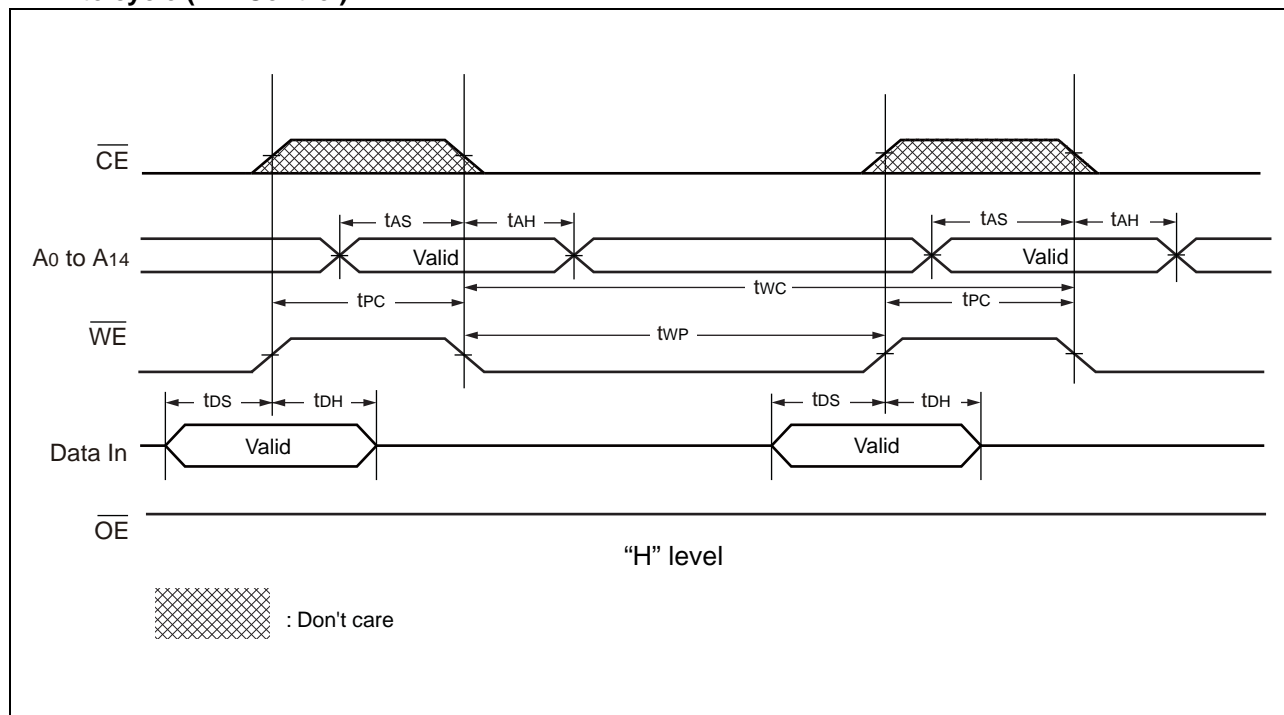 CE
tAS tAH tAS tAH
A0 to A14 Valid Valid
tWC
tPC tPC
WE tWP
tDS tDH tDS tDH
Data In Valid Valid
OE
“H” level
: Don't care